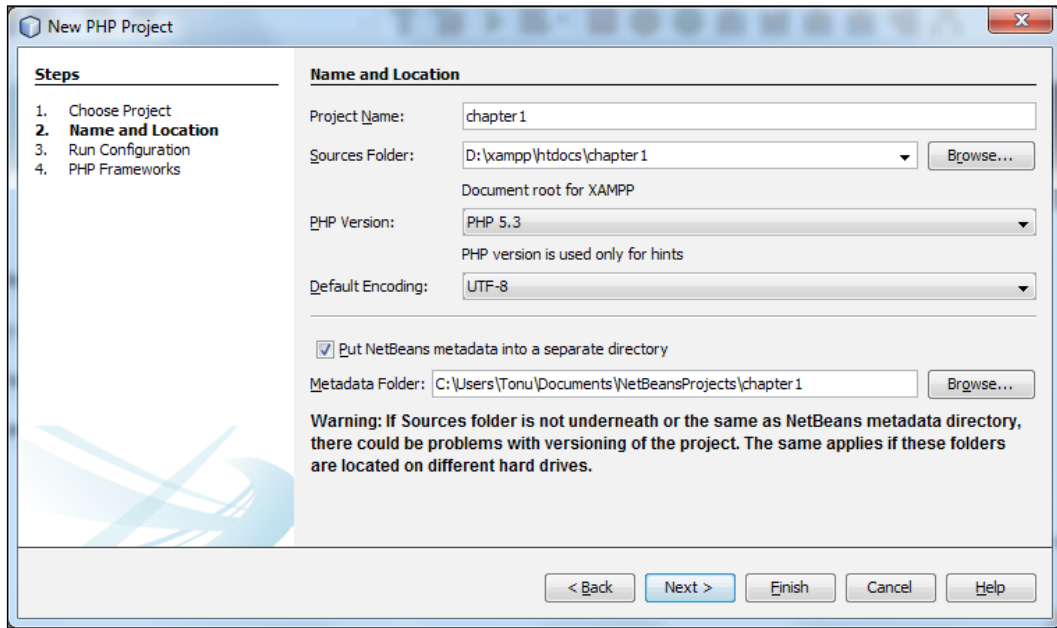 New PHP Project
Steps
1. Choose Project
2. Name and Location
3. Run Configuration
4. PHP Frameworks
Name and Location
Project Name: chapter1
Sources Folder: D:\xampp\htdocs\chapter1 Browse...
Document root for XAMPP
PHP Version: PHP 5.3
PHP version is used only for hints
Default Encoding: UTF-8
Put NetBeans metadata into a separate directory
Metadata Folder: C:\Users\Tonu\Documents\NetBeansProjects\chapter1 Browse...
Warning: If Sources folder is not underneath or the same as NetBeans metadata directory,
there could be problems with versioning of the project. The same applies if these folders
are located on different hard drives.
< Back Next > Finish Cancel Help